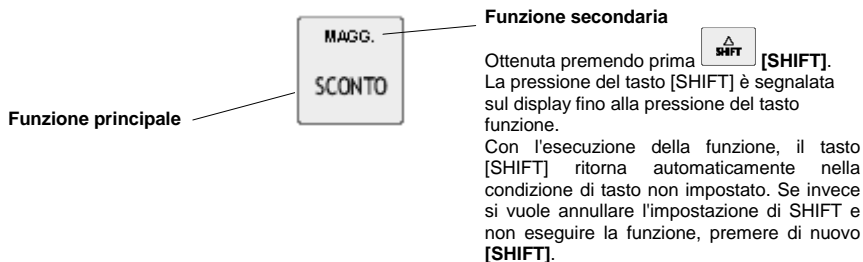 Funzione secondaria
MAGG.
SCONTO
Funzione principale
Ottenuta premendo prima SHIFT [SHIFT].
La pressione del tasto [SHIFT] è segnalata
sul display fino alla pressione del tasto
funzione.
Con l'esecuzione della funzione, il tasto
[SHIFT] ritorna automaticamente nella
condizione di tasto non impostato. Se invece
si vuole annullare l'impostazione di SHIFT e
non eseguire la funzione, premere di nuovo
[SHIFT].